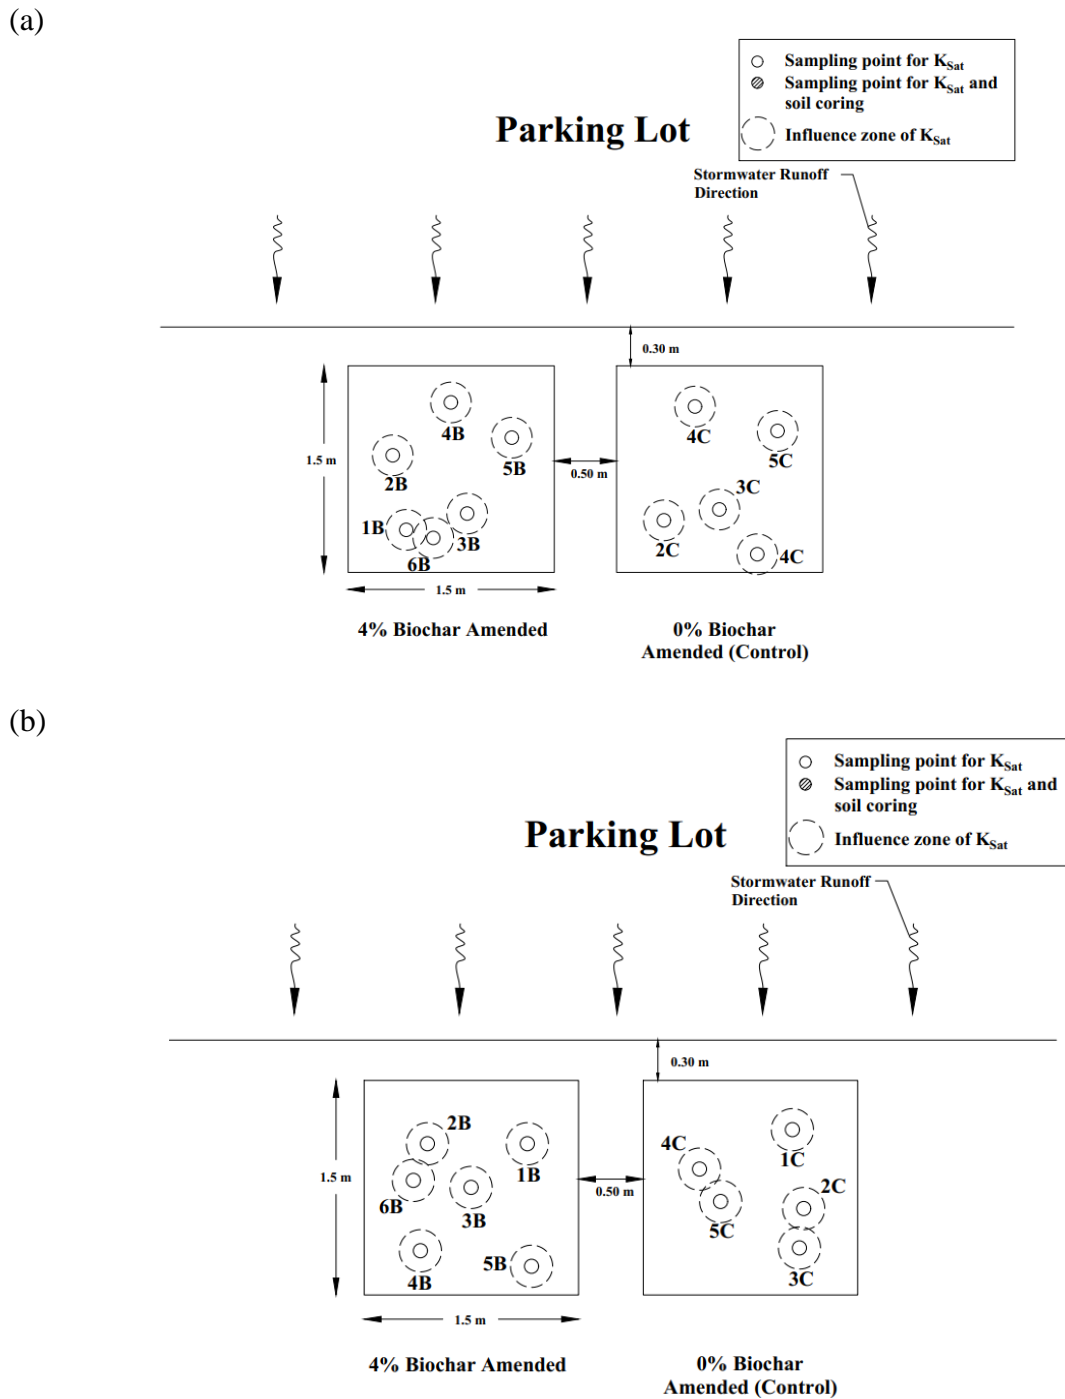 (a)
Sampling point for KSat
Sampling point for KSat and
soil coring
Influence zone of KSat
Parking Lot
Stormwater Runoff
Direction
0.30 m
4B
4C
5B
5C
1.5 m
0.50 m
2B
3C
1B
3B
2C
4C
6B
1.5 m
4% Biochar Amended
0% Biochar
Amended (Control)
(b)
Sampling point for KSat
Sampling point for KSat and
soil coring
Influence zone of KSat
Parking Lot
Stormwater Runoff
Direction
0.30 m
2B
4C
1C
1B
1.5 m
0.50 m
2C
6B
3B
5C
5B
4B
3C
1.5 m
4% Biochar Amended
0% Biochar
Amended (Control)